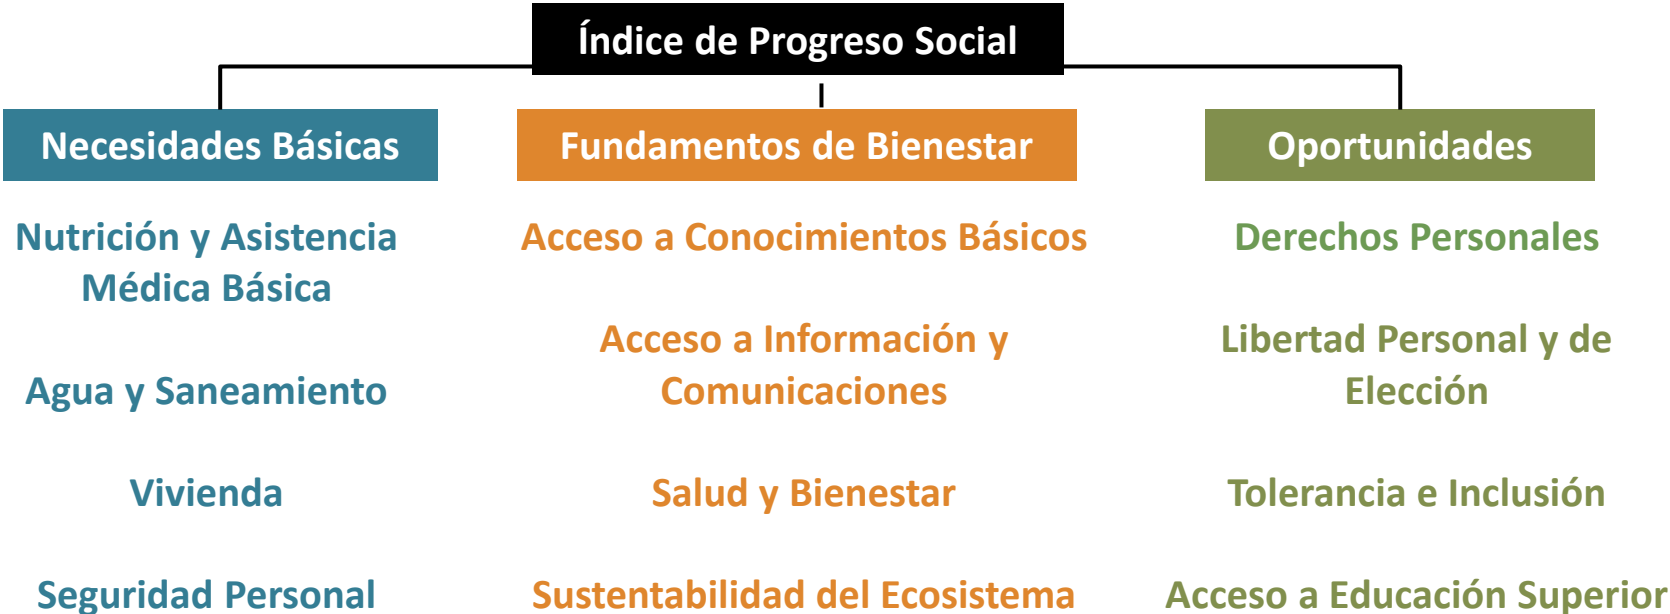 Índice de Progreso Social
Necesidades Básicas
Nutrición y Asistencia
Médica Básica
Agua y Saneamiento
Vivienda
Seguridad Personal
Fundamentos de Bienestar
Acceso a Conocimientos Básicos
Acceso a Información y
Comunicaciones
Salud y Bienestar
Sustentabilidad del Ecosistema
Oportunidades
Derechos Personales
Libertad Personal y de
Elección
Tolerancia e Inclusión
Acceso a Educación Superior